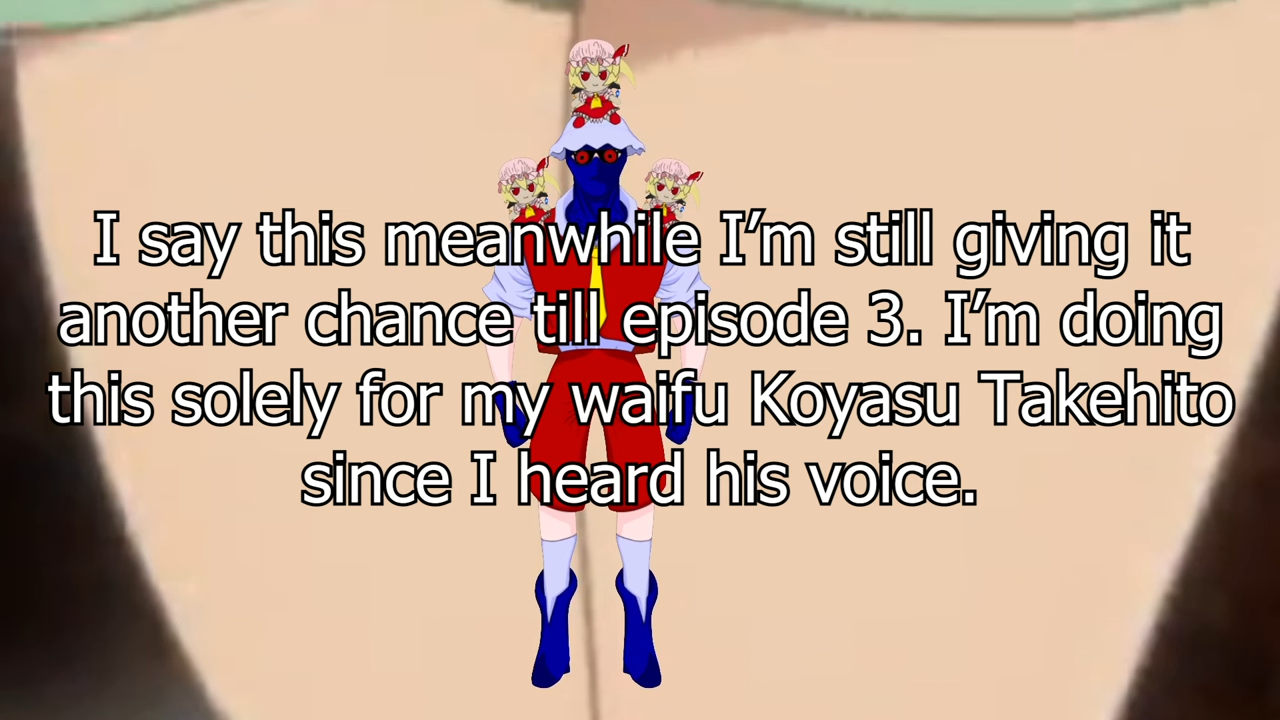 I say this meanwhile I’m still giving it
another chance till episode 3. I’m doing
this solely for my waifu Koyasu Takehito
since I heard his voice.